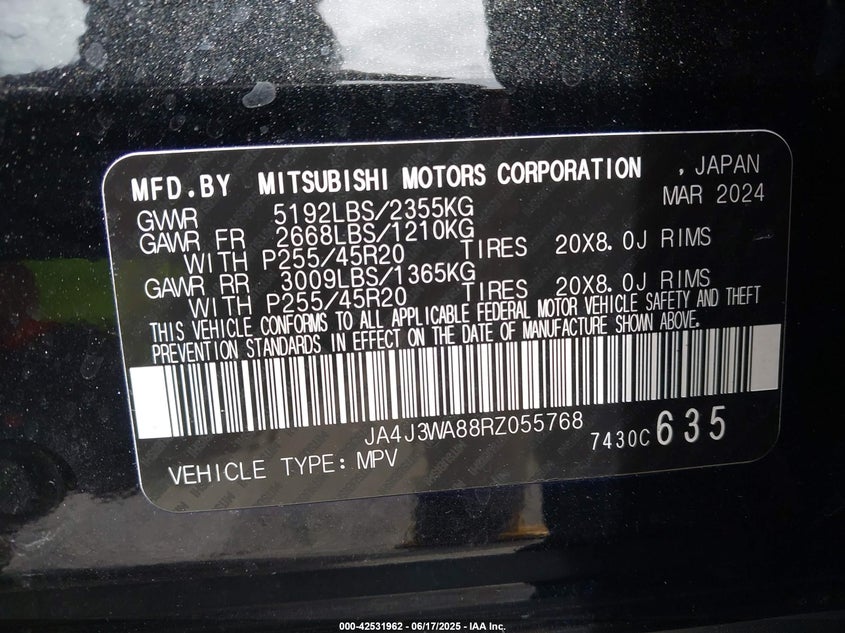 MFD.BY MITSUBISHI MOTORS CORPORATION , JAPAN
MAR 2024
GVWR 5192LBS/2355KG
GAWR FR 2668LBS/1210KG
WITH P255/45R20 TIRES 20X8.0J RIMS
GAWR RR 3009LBS/1365KG
WITH P255/45R20 TIRES 20X8.0J RIMS
THIS VEHICLE CONFORMS TO ALL APPLICABLE FEDERAL MOTOR VEHICLE SAFETY AND THEFT
PREVENTION STANDARDS IN EFFECT ON THE DATE OF MANUFACTURE SHOWN ABOVE.
JA4J3WA88RZ055768
7430C 635
VEHICLE TYPE: MPV
000-42531962 - 06/17/2025 - IAA Inc.